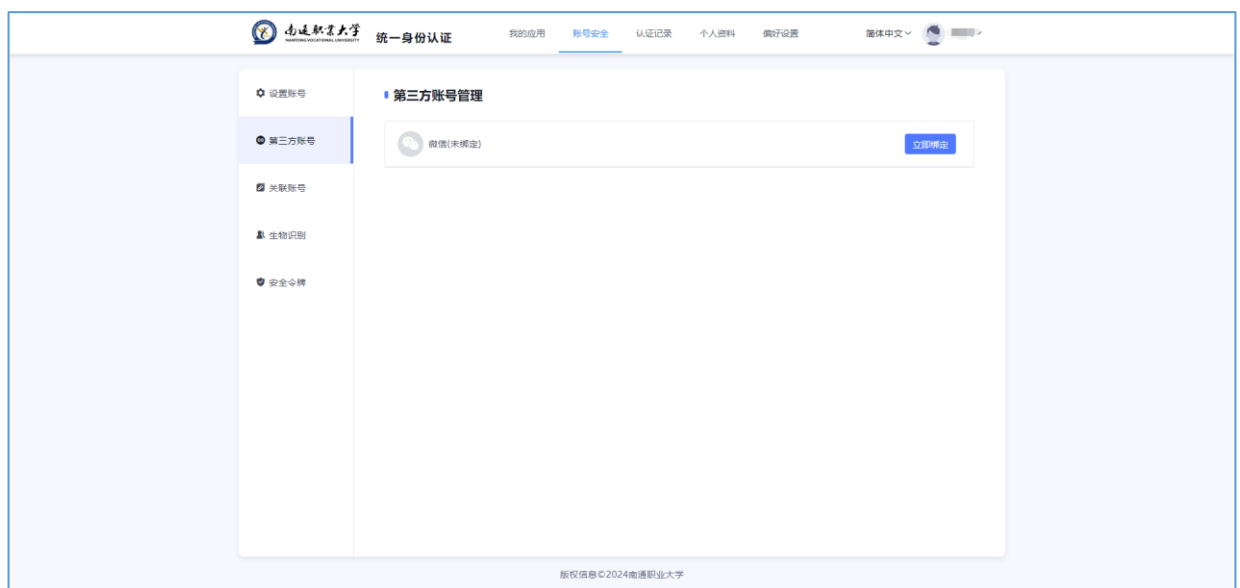 南通职业大学
NANTONG VOCATIONAL UNIVERSITY
统一身份认证
我的应用
账号安全
认证记录
个人资料
偏好设置
简体中文
设置账号
第三方账号
关联账号
生物识别
安全令牌
第三方账号管理
微信(未绑定)
立即绑定
版权信息©2024南通职业大学